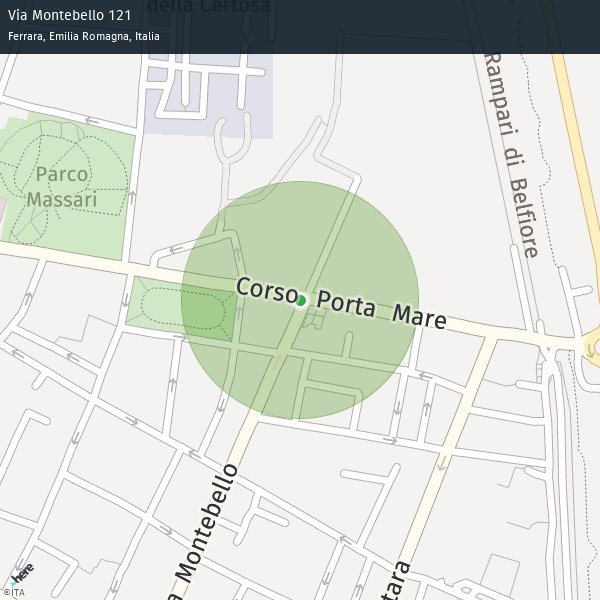 Via Montebello 121
Ferrara, Emilia Romagna, Italia
della Certosa
Rampari di Belfiore
Parco
Massari
Corso Porta Mare
Montebello
here
©ITA